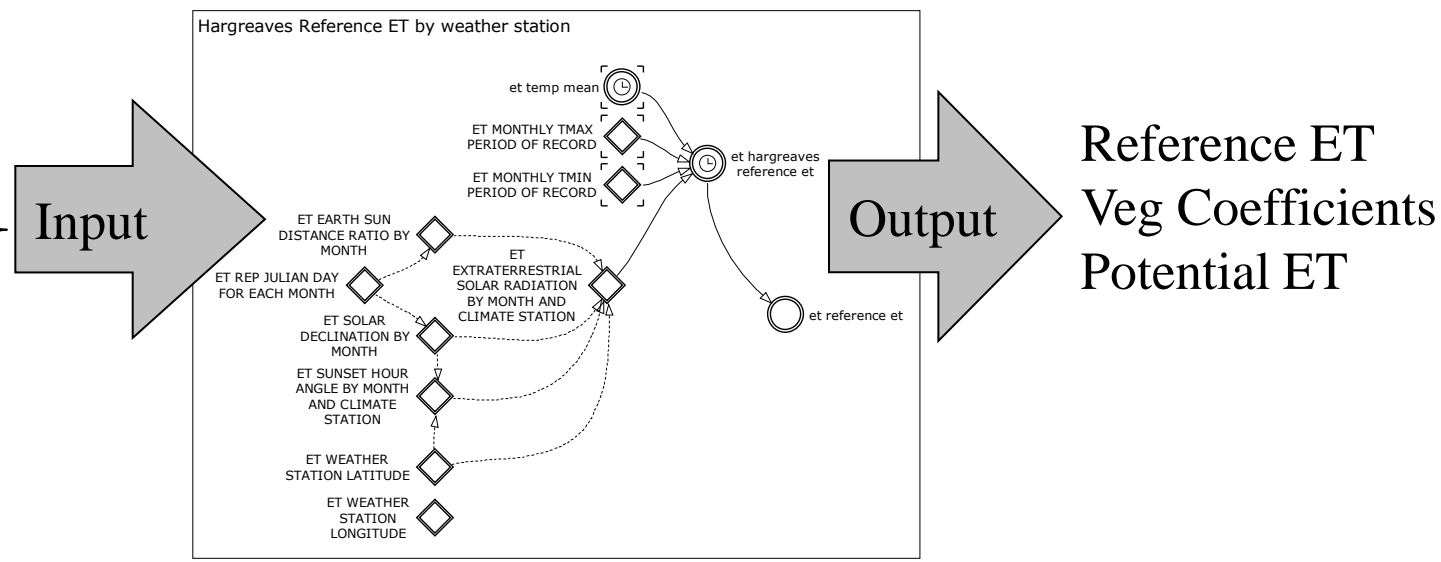 Hargreaves Reference ET by weather station
Input
et temp mean
ET MONTHLY TMAX
PERIOD OF RECORD
ET MONTHLY TMIN
PERIOD OF RECORD
et hargreaves
reference et
ET EARTH SUN
DISTANCE RATIO BY
MONTH
ET REP JULIAN DAY
FOR EACH MONTH
ET
EXTRATERRESTRIAL
SOLAR RADIATION
BY MONTH AND
CLIMATE STATION
ET SOLAR
DECLINATION BY
MONTH
ET SUNSET HOUR
ANGLE BY MONTH
AND CLIMATE
STATION
ET WEATHER
STATION LATITUDE
ET WEATHER
STATION
LONGITUDE
et reference et
Output
Reference ET
Veg Coefficients
Potential ET